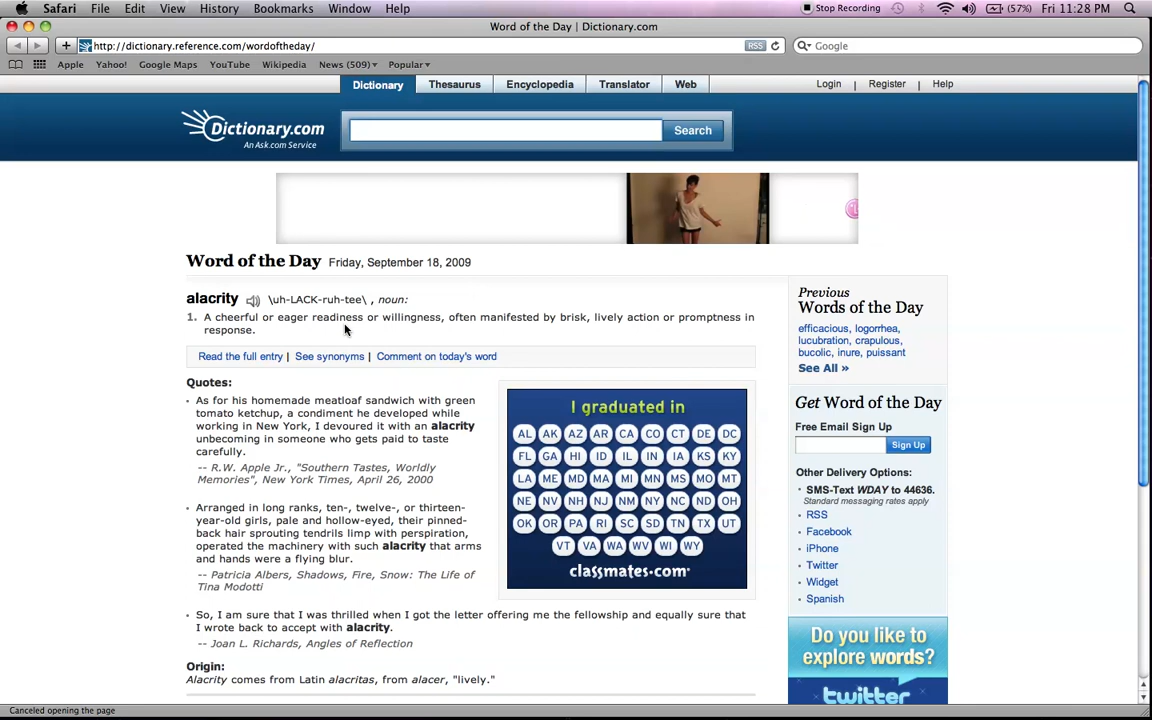 Safari File Edit View History Bookmarks Window Help Stop Recording (57%) Fri 11:28 PM
Word of the Day | Dictionary.com
http://dictionary.reference.com/wordoftheday/ RSS Google
Apple Yahoo! Google Maps YouTube Wikipedia News (509) Popular
Dictionary Thesaurus Encyclopedia Translator Web Login | Register | Help
Dictionary.com Search
An Ask.com Service
Word of the Day Friday, September 18, 2009
alacrity \uh-LACK-ruh-tee\ , noun:
1. A cheerful or eager readiness or willingness, often manifested by brisk, lively action or promptness in
response.
Read the full entry | See synonyms | Comment on today's word
Quotes:
As for his homemade meatloaf sandwich with green
tomato ketchup, a condiment he developed while
working in New York, I devoured it with an alacrity
unbecoming in someone who gets paid to taste
carefully.
-- R.W. Apple Jr., "Southern Tastes, Worldly
Memories", New York Times, April 26, 2000
Arranged in long ranks, ten-, twelve-, or thirteen-
year-old girls, pale and hollow-eyed, their pinned-
back hair sprouting tendrils limp with perspiration,
operated the machinery with such alacrity that arms
and hands were a flying blur.
-- Patricia Albers, Shadows, Fire, Snow: The Life of
Tina Modotti
So, I am sure that I was thrilled when I got the letter offering me the fellowship and equally sure that
I wrote back to accept with alacrity.
-- Joan L. Richards, Angles of Reflection
Origin:
Alacrity comes from Latin alacritas, from alacer, "lively."
I graduated in
AL AK AZ AR CA CO CT DE DC
FL GA HI ID IL IN IA KS KY
LA ME MD MA MI MN MS MO MT
NE NV NH NJ NM NY NC ND OH
OK OR PA RI SC SD TN TX UT
VT VA WA WV WI WY
classmates.com
Previous
Words of the Day
efficacious, logorrhea,
lucubration, crapulous,
bucolic, inure, puissant
See All »
Get Word of the Day
Free Email Sign Up
Sign Up
Other Delivery Options:
SMS-Text WDAY to 44636.
Standard messaging rates apply
RSS
Facebook
iPhone
Twitter
Widget
Spanish
Do you like to
explore words?
twitter
Canceled opening the page